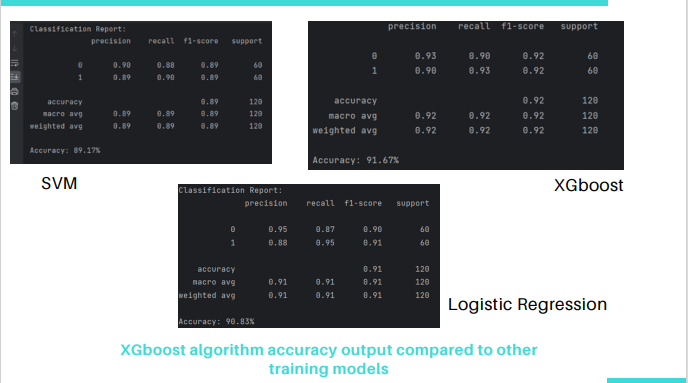 Classification Report:
precision recall f1-score support
0 0.90 0.88 0.89 60
1 0.89 0.90 0.89 60
accuracy 0.89 120
macro avg 0.89 0.89 0.89 120
weighted avg 0.89 0.89 0.89 120
Accuracy: 89.17%
SVM
precision recall f1-score support
0 0.93 0.90 0.92 60
1 0.90 0.93 0.92 60
accuracy 0.92 120
macro avg 0.92 0.92 0.92 120
weighted avg 0.92 0.92 0.92 120
Accuracy: 91.67%
XGboost
Classification Report:
precision recall f1-score support
0 0.95 0.87 0.90 60
1 0.88 0.95 0.91 60
accuracy 0.91 120
macro avg 0.91 0.91 0.91 120
weighted avg 0.91 0.91 0.91 120
Accuracy: 90.83%
Logistic Regression
XGboost algorithm accuracy output compared to other
training models